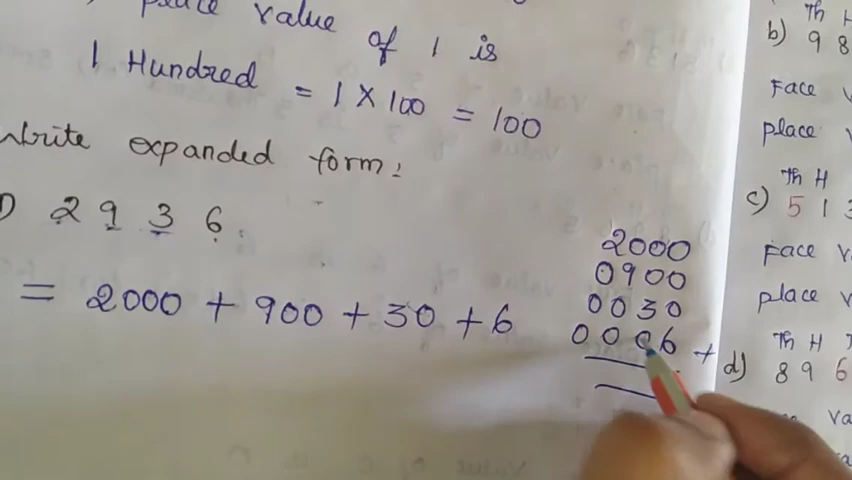 place value of 1 is
1 Hundred = 1 X 100 = 100
Write expanded form:
2 9 3 6
= 2000 + 900 + 30 + 6
2000
0900
0030
0006 +
Th H
b) 9 8
Face
place
Th H
c) 5 1 3
Face
place
Th H
d) 8 9 6